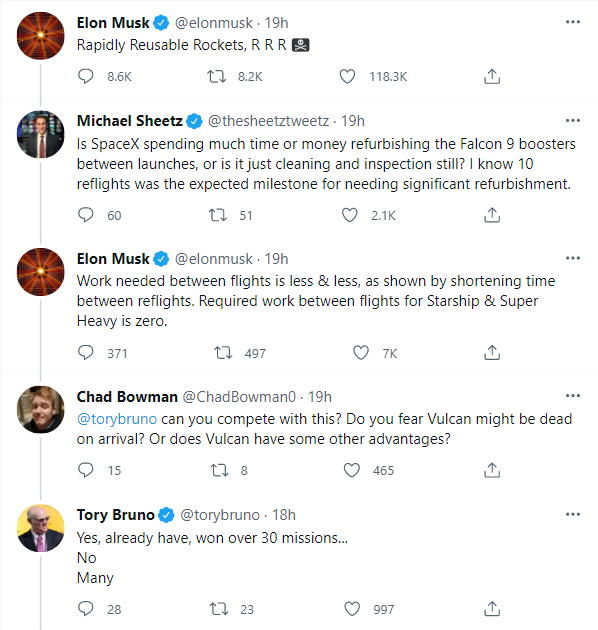 Elon Musk @elonmusk · 19h
Rapidly Reusable Rockets, R R R 🏴‍☠️
8.6K 8.2K 118.3K
Michael Sheetz @thesheetztweetz · 19h
Is SpaceX spending much time or money refurbishing the Falcon 9 boosters
between launches, or is it just cleaning and inspection still? I know 10
reflights was the expected milestone for needing significant refurbishment.
60 51 2.1K
Elon Musk @elonmusk · 19h
Work needed between flights is less & less, as shown by shortening time
between reflights. Required work between flights for Starship & Super
Heavy is zero.
371 497 7K
Chad Bowman @ChadBowman0 · 19h
@torybruno can you compete with this? Do you fear Vulcan might be dead
on arrival? Or does Vulcan have some other advantages?
15 8 465
Tory Bruno @torybruno · 18h
Yes, already have, won over 30 missions...
No
Many
28 23 997